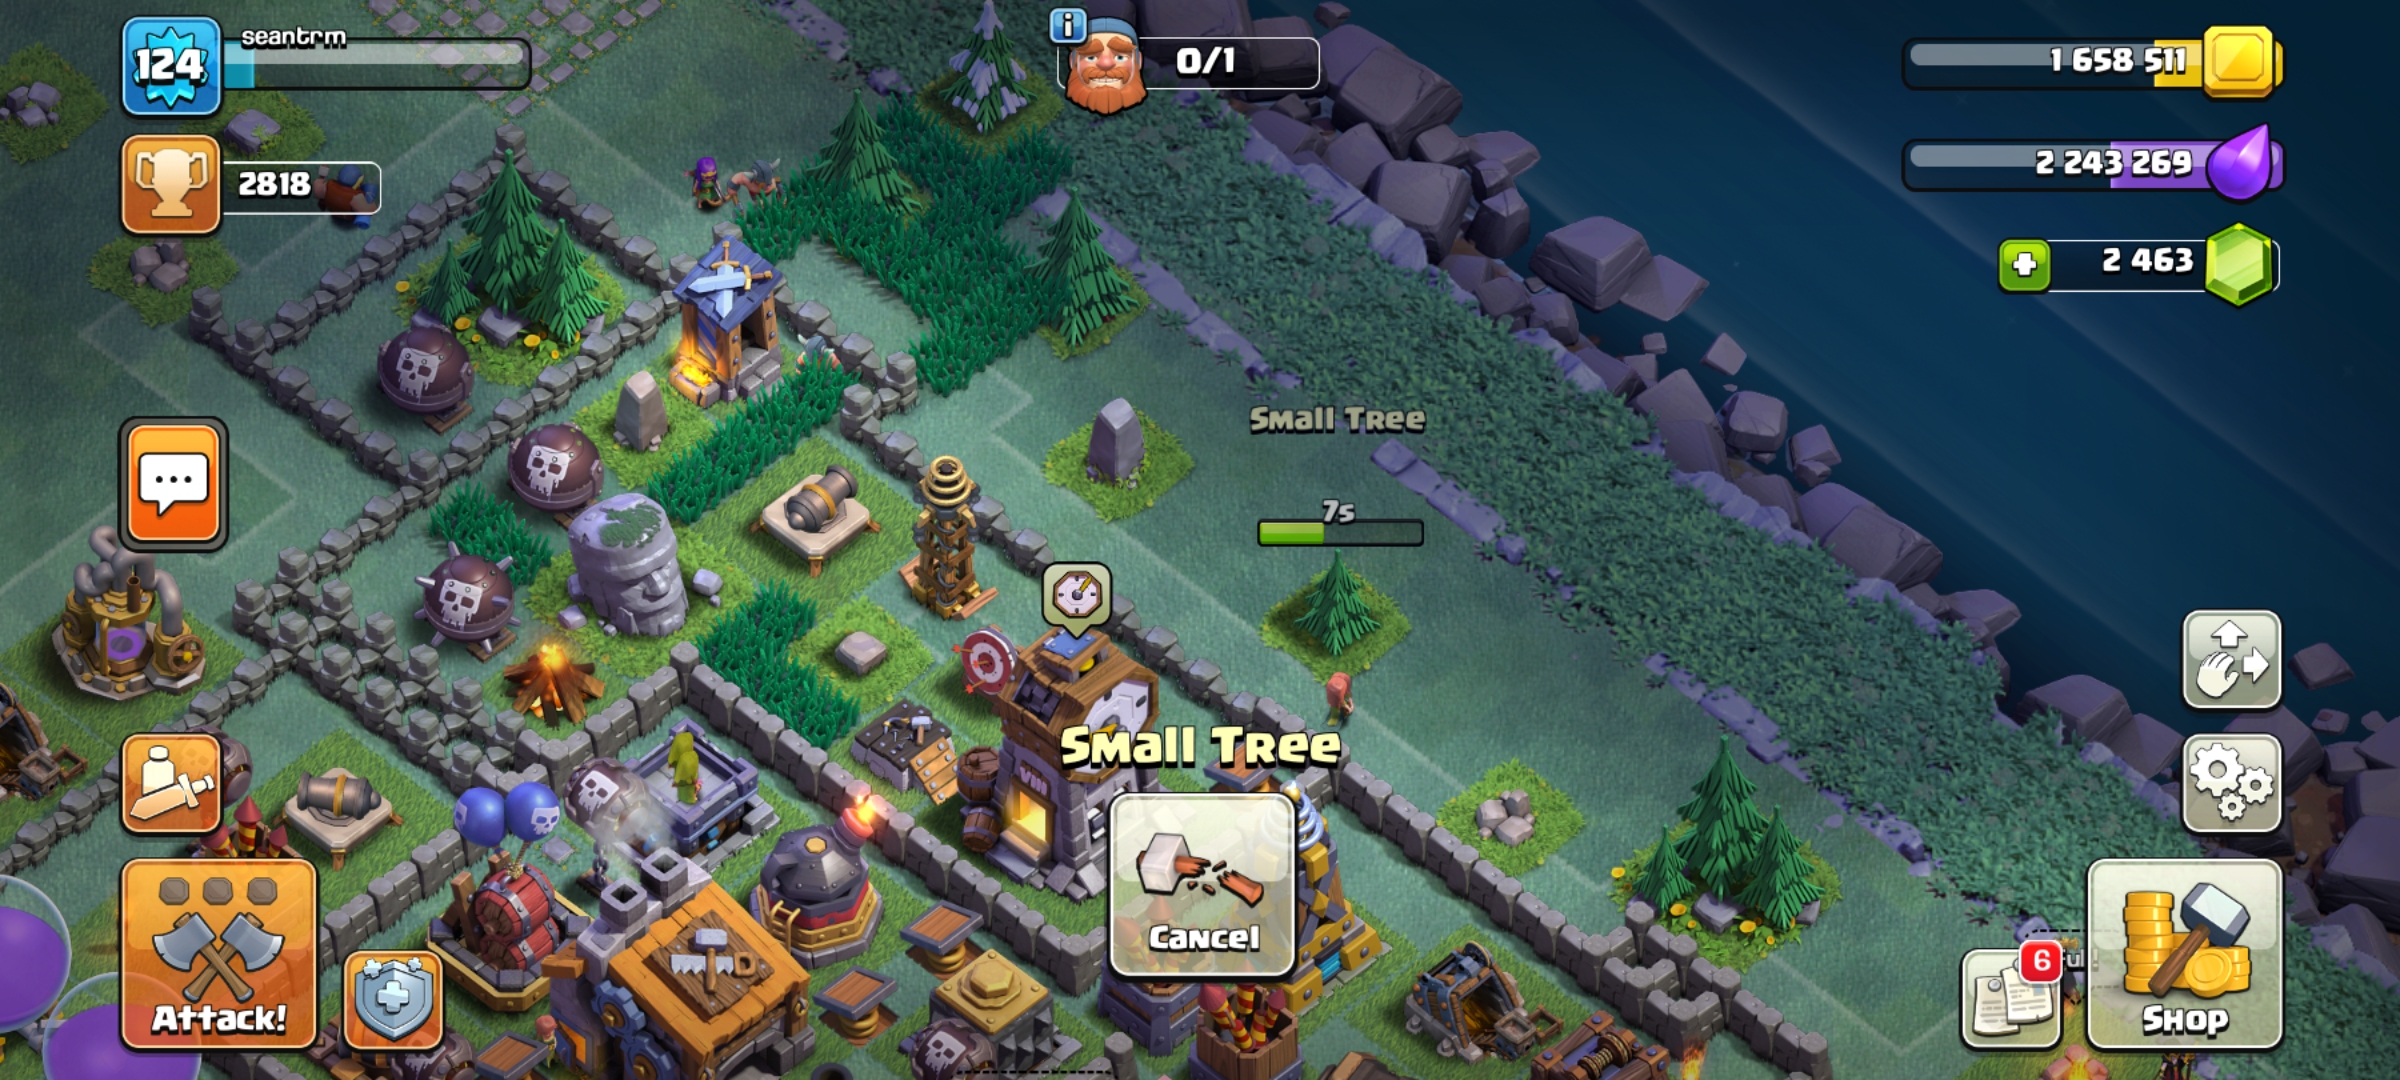 124
seantrm
i
0/1
1 658 511
2818
2 243 269
2 463
Small Tree
7s
Small Tree
Cancel
Attack!
6
Shop